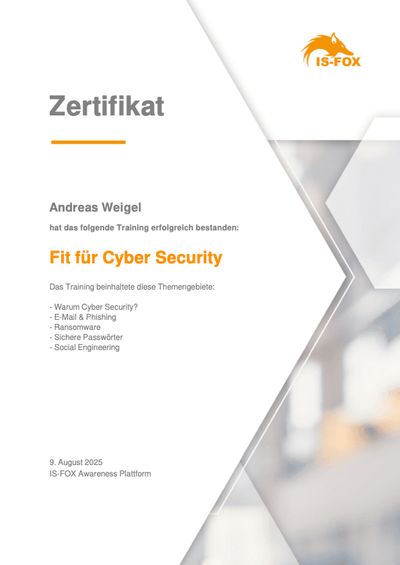 IS-FOX
Zertifikat
Andreas Weigel
hat das folgende Training erfolgreich bestanden:
Fit für Cyber Security
Das Training beinhaltete diese Themengebiete:
- Warum Cyber Security?
- E-Mail & Phishing
- Ransomware
- Sichere Passwörter
- Social Engineering
9. August 2025
IS-FOX Awareness Plattform